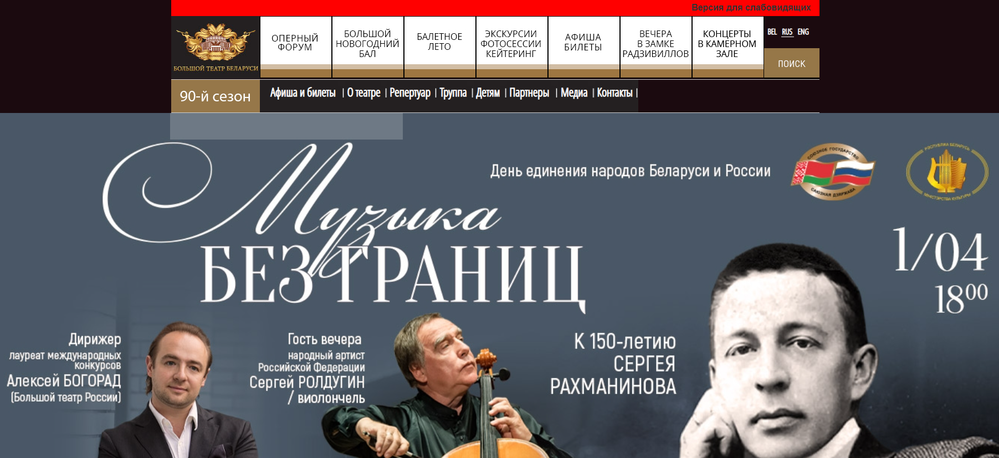 Версия для слабовидящих
БОЛЬШОЙ ТЕАТР БЕЛАРУСИ
ОПЕРНЫЙ
ФОРУМ
БОЛЬШОЙ
НОВОГОДНИЙ
БАЛ
БАЛЕТНОЕ
ЛЕТО
ЭКСКУРСИИ
ФОТОСЕССИИ
КЕЙТЕРИНГ
АФИША
БИЛЕТЫ
ВЕЧЕРА
В ЗАМКЕ
РАДЗИВИЛЛОВ
КОНЦЕРТЫ
В КАМЕРНОМ
ЗАЛЕ
BEL RUS ENG
ПОИСК
90-й сезон
Афиша и билеты | О театре | Репертуар | Труппа | Детям | Партнеры | Медиа | Контакты |
Музыка
БЕЗ ГРАНИЦ
День единения народов Беларуси и России
СОЮЗНОЕ ГОСУДАРСТВО
САЮЗНАЯ ДЗЯРЖАВА
РЭСПУБЛІКА БЕЛАРУСЬ
МІНІСТЭРСТВА КУЛЬТУРЫ
1/04
18⁰⁰
Дирижер
лауреат международных
конкурсов
Алексей БОГОРАД
(Большой театр России)
Гость вечера
народный артист
Российской Федерации
Сергей РОЛДУГИН
/ виолончель
К 150-летию
СЕРГЕЯ
РАХМАНИНОВА